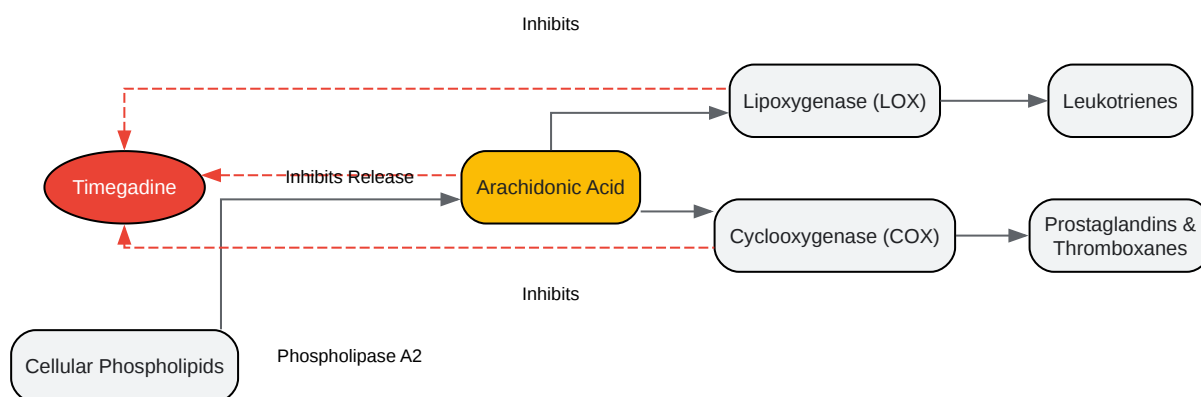 Inhibits
Lipoxygenase (LOX)
Leukotrienes
Timegadine
Inhibits Release
Arachidonic Acid
Cyclooxygenase (COX)
Prostaglandins &
Thromboxanes
Inhibits
Cellular Phospholipids
Phospholipase A2